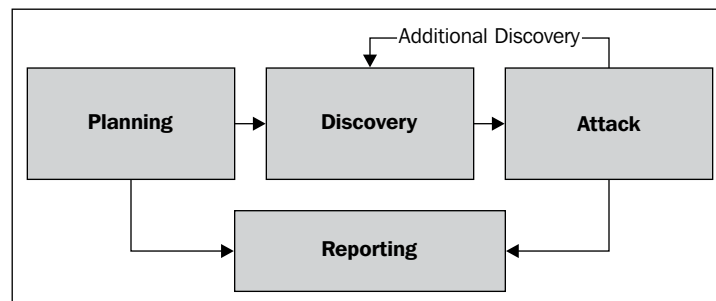 Additional Discovery
Planning
Discovery
Attack
Reporting